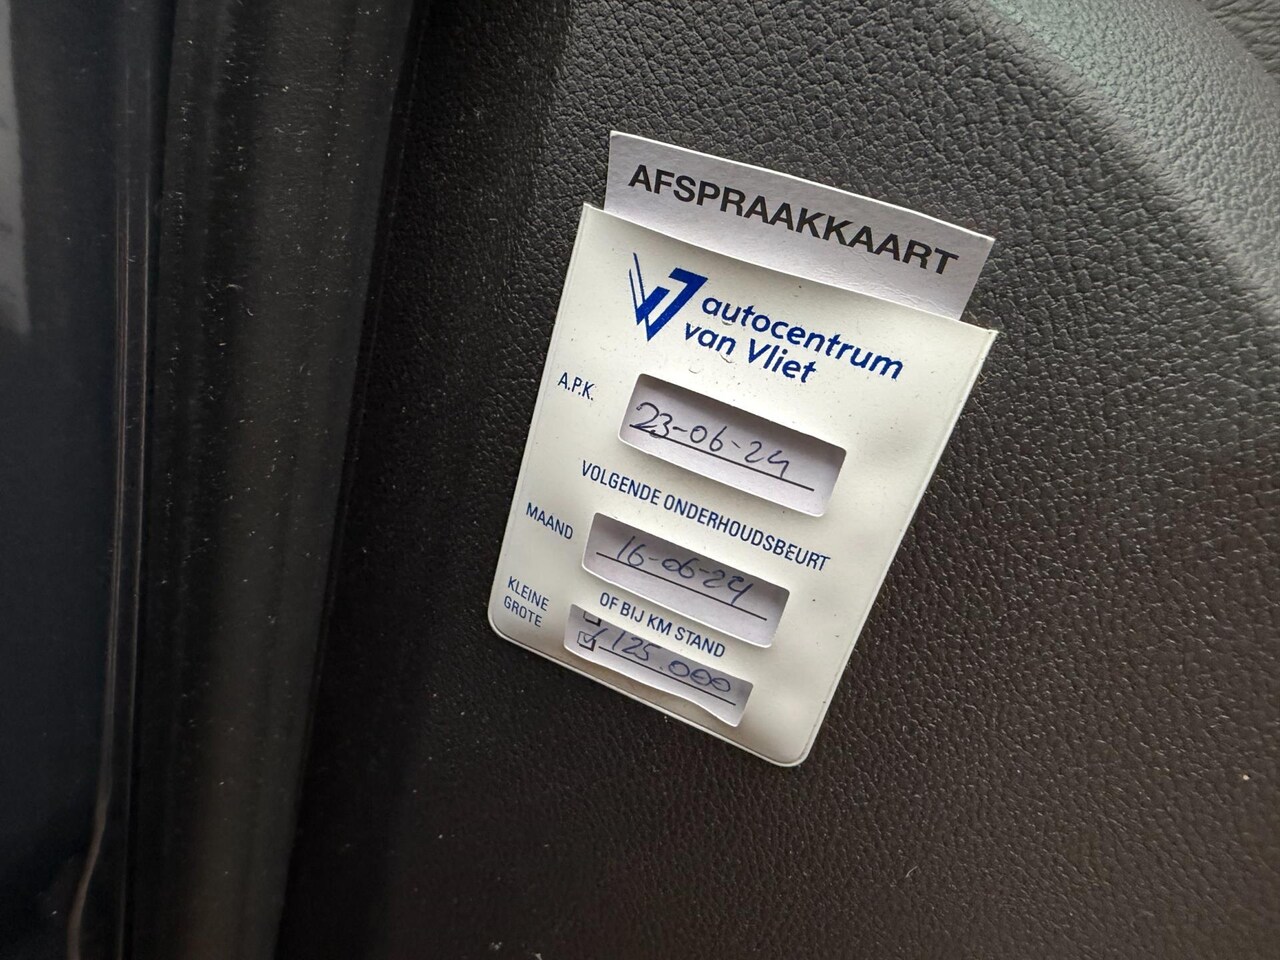 AFSPRAAKKAART
autocentrum
van Vliet
A.P.K.
23-06-24
VOLGENDE ONDERHOUDSBEURT
MAAND
16-06-24
OF BIJ KM STAND
KLEINE
GROTE
125.000